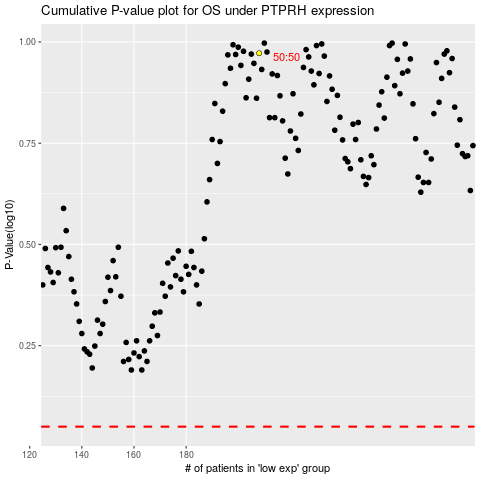 Cumulative P-value plot for OS under PTPRH expression
P-Value(log10)
1.00
0.75
0.50
0.25
50:50
120 140 160 180
# of patients in 'low exp' group